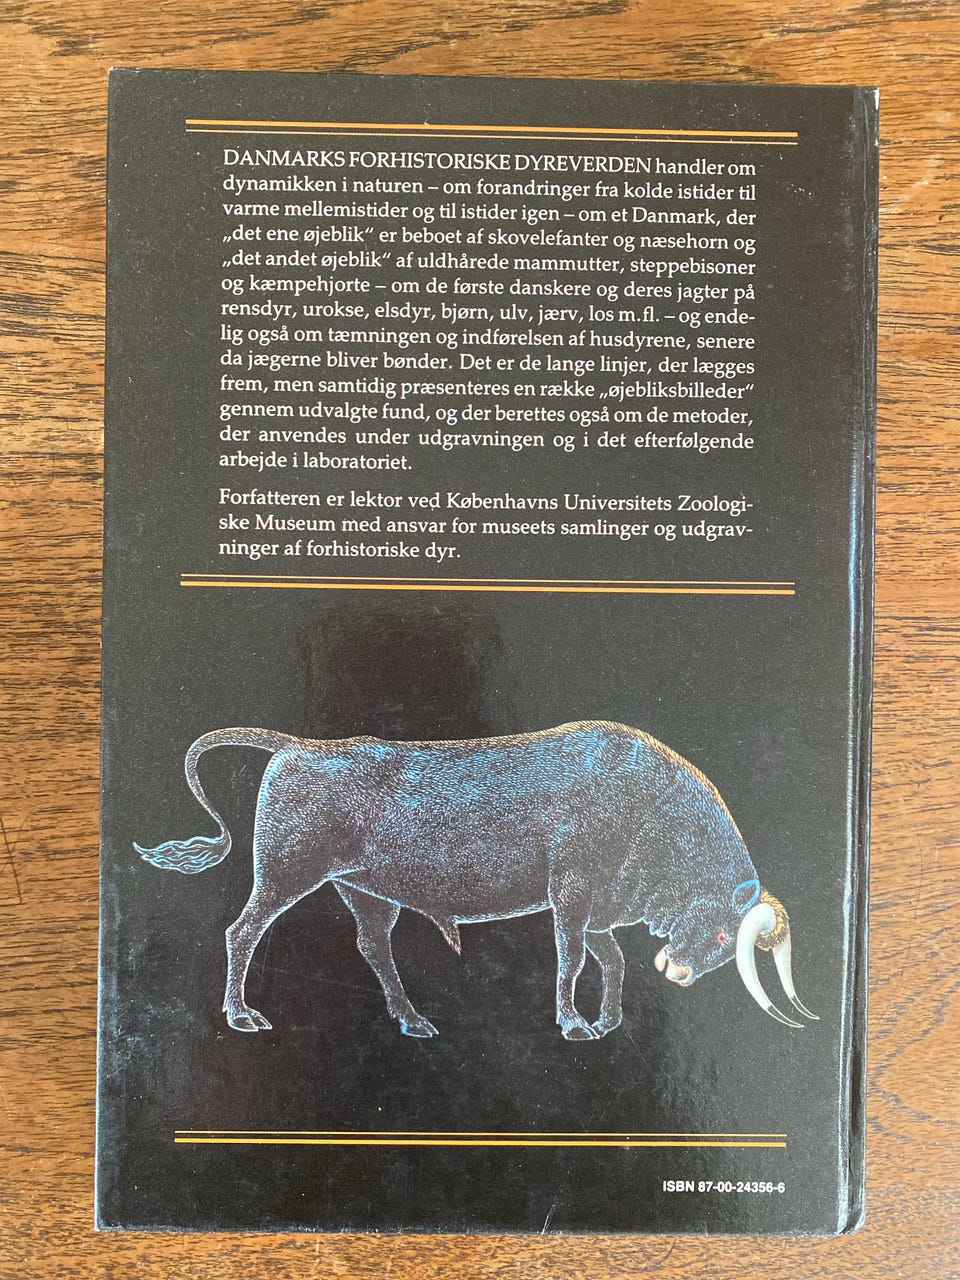 DANMARKS FORHISTORISKE DYREVERDEN handler om
dynamikken i naturen – om forandringer fra kolde istider til
varme mellemistider og til istider igen – om et Danmark, der
„det ene øjeblik“ er beboet af skovelefanter og næsehorn og
„det andet øjeblik“ af uldhårede mammutter, steppebisoner
og kæmpehjorte – om de første danskere og deres jagter på
rensdyr, urokse, elsdyr, bjørn, ulv, jærv, los m.fl. – og ende-
lig også om tæmningen og indførelsen af husdyrene, senere
da jægerne bliver bønder. Det er de lange linjer, der lægges
frem, men samtidig præsenteres en række „øjebliksbilleder“
gennem udvalgte fund, og der berettes også om de metoder,
der anvendes under udgravningen og i det efterfølgende
arbejde i laboratoriet.
Forfatteren er lektor ved Københavns Universitets Zoologi-
ske Museum med ansvar for museets samlinger og udgrav-
ninger af forhistoriske dyr.
ISBN 87-00-24356-6